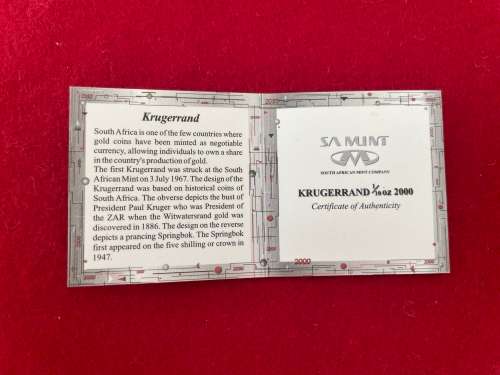 Krugerrand
South Africa is one of the few countries where
gold coins have been minted as negotiable
currency, allowing individuals to own a share
in the country's production of gold.
The first Krugerrand was struck at the South
African Mint on 3 July 1967. The design of the
Krugerrand was based on historical coins of
South Africa. The obverse depicts the bust of
President Paul Kruger who was President of
the ZAR when the Witwatersrand gold was
discovered in 1886. The design on the reverse
depicts a prancing Springbok. The Springbok
first appeared on the five shilling or crown in
1947.
2000
SA MINT
SOUTH AFRICAN MINT COMPANY
KRUGERRAND 1/10 oz 2000
Certificate of Authenticity
2000
2000